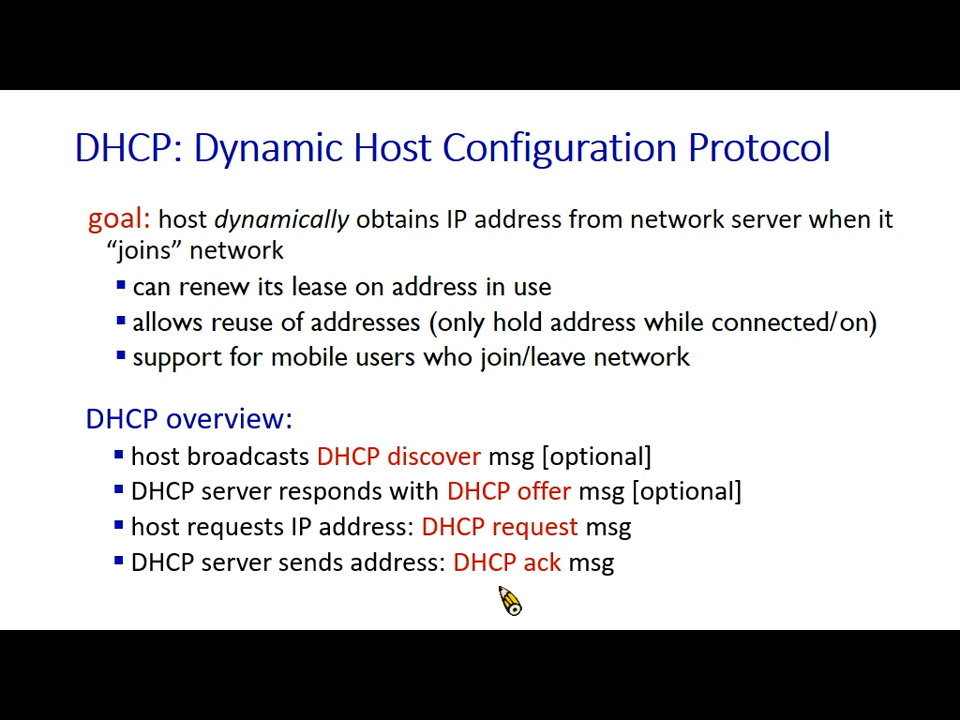 DHCP: Dynamic Host Configuration Protocol
goal: host dynamically obtains IP address from network server when it
“joins” network
▪ can renew its lease on address in use
▪ allows reuse of addresses (only hold address while connected/on)
▪ support for mobile users who join/leave network
DHCP overview:
▪ host broadcasts DHCP discover msg [optional]
▪ DHCP server responds with DHCP offer msg [optional]
▪ host requests IP address: DHCP request msg
▪ DHCP server sends address: DHCP ack msg